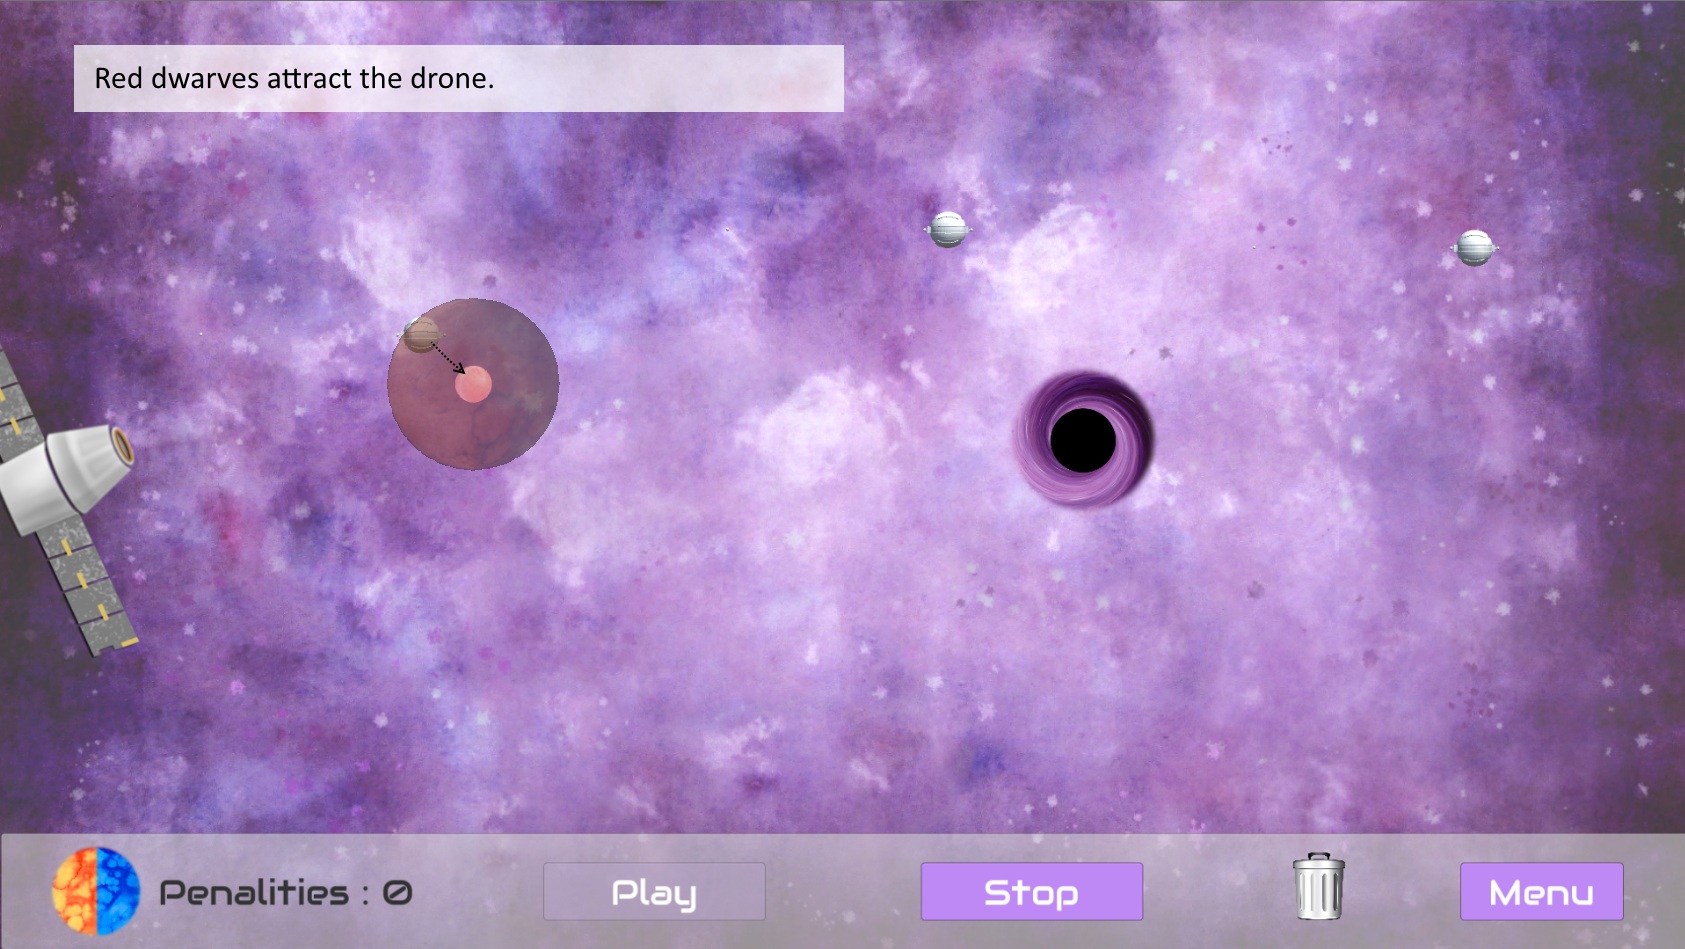 Red dwarves attract the drone.
Penalities : 0
Play
Stop
Menu